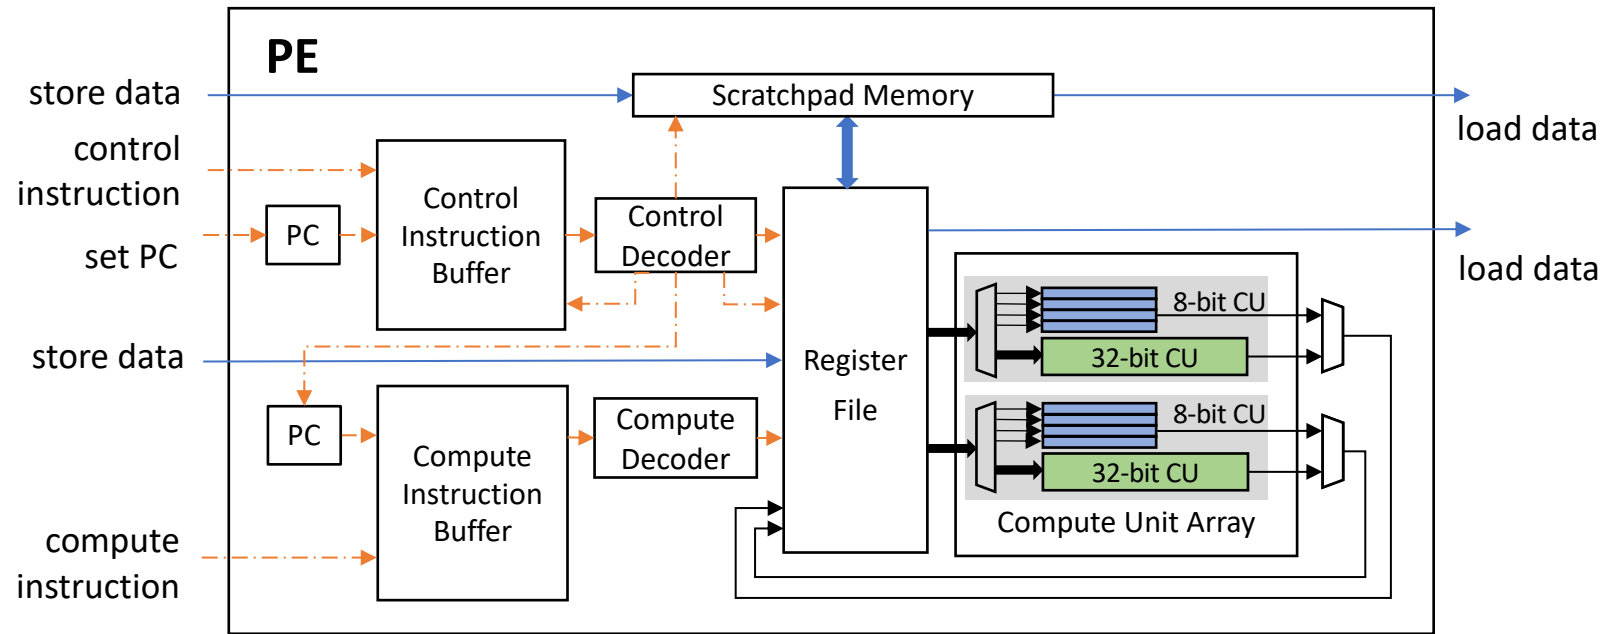 PE
store data
Scratchpad Memory
load data
control
instruction
Control
Instruction
Buffer
Control
Decoder
set PC
PC
load data
8-bit CU
32-bit CU
store data
Register
File
PC
Compute
Instruction
Buffer
Compute
Decoder
8-bit CU
32-bit CU
Compute Unit Array
compute
instruction